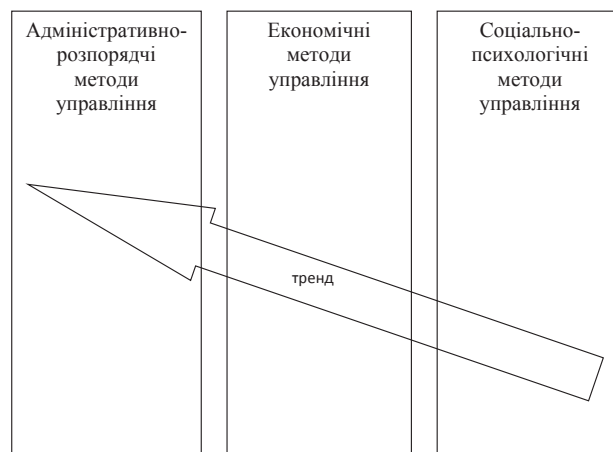 Адміністративно-
розпорядчі
методи
управління
Економічні
методи
управління
Соціально-
психологічні
методи
управління
тренд